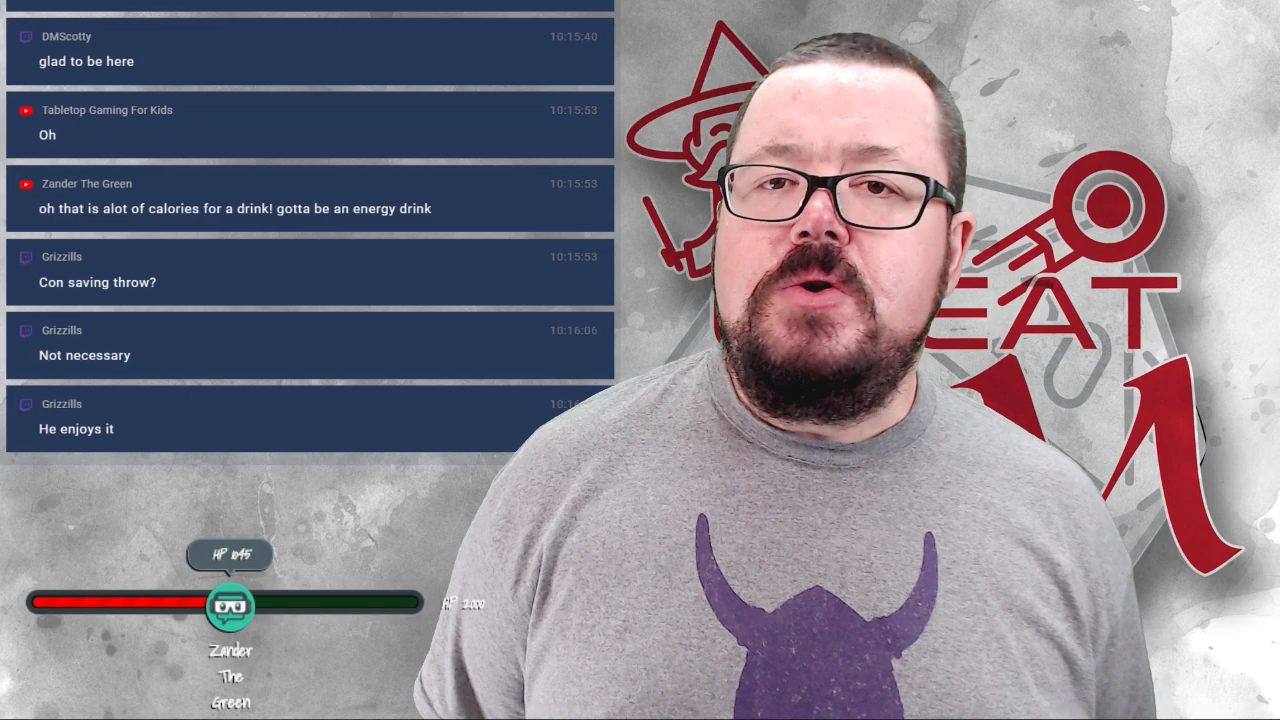 DMScotty 10:15:40
glad to be here
Tabletop Gaming For Kids 10:15:53
Oh
Zander The Green 10:15:53
oh that is alot of calories for a drink! gotta be an energy drink
Grizzills 10:15:53
Con saving throw?
Grizzills 10:16:06
Not necessary
Grizzills
He enjoys it
EAT
HP 1045
HP 2000
Zander
The
Green